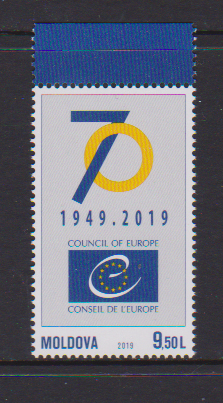 70
1949.2019
COUNCIL OF EUROPE
CONSEIL DE L'EUROPE
MOLDOVA 2019 9,50L